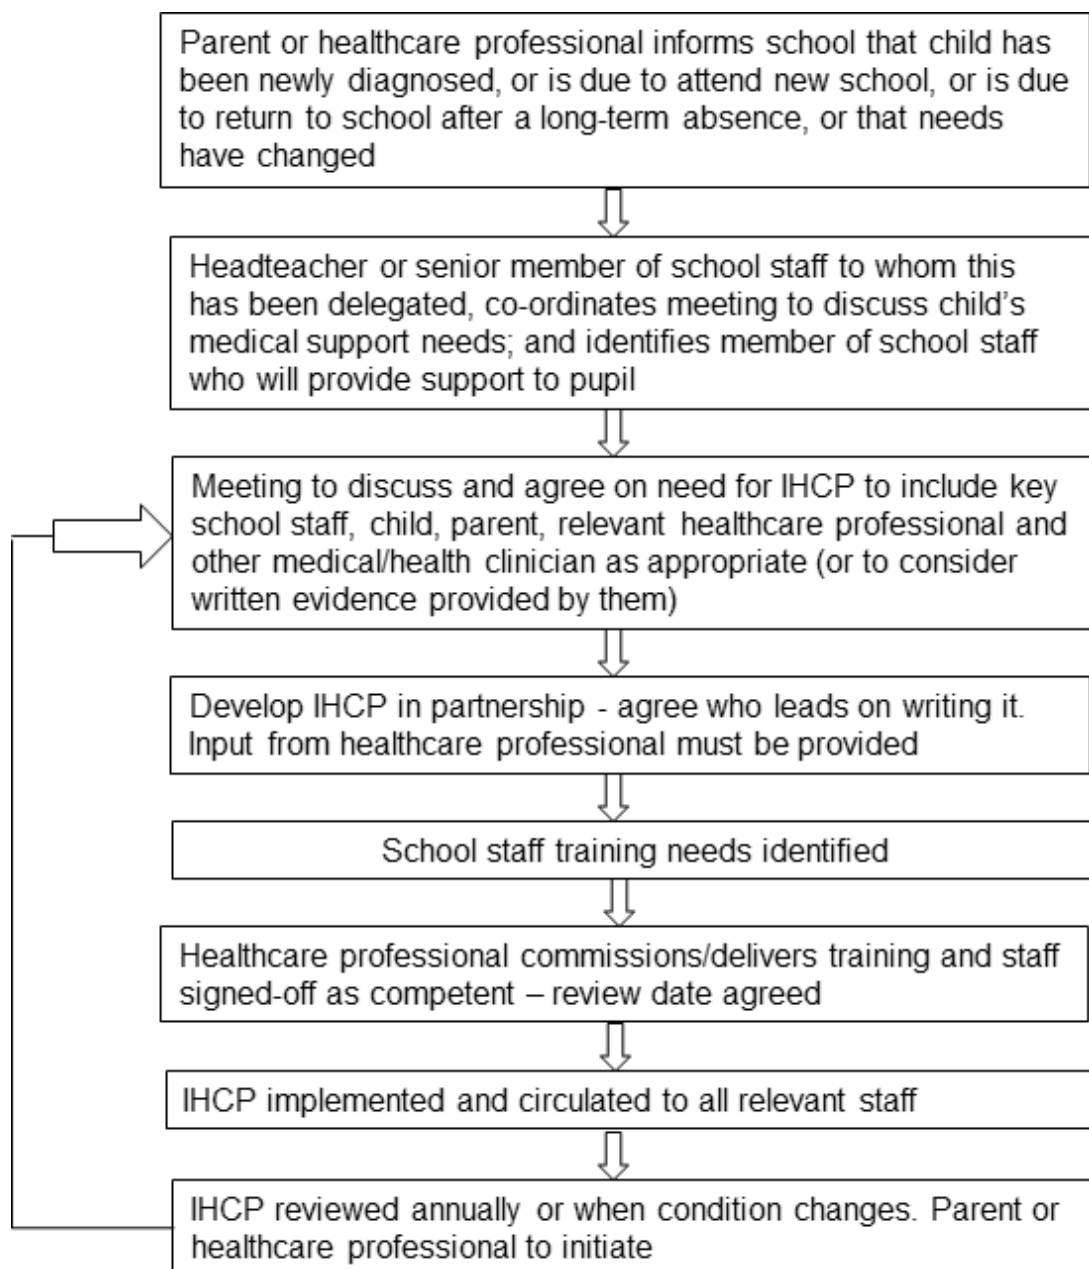 Parent or healthcare professional informs school that child has
been newly diagnosed, or is due to attend new school, or is due
to return to school after a long-term absence, or that needs
have changed
Headteacher or senior member of school staff to whom this
has been delegated, co-ordinates meeting to discuss child's
medical support needs; and identifies member of school staff
who will provide support to pupil
Meeting to discuss and agree on need for IHCP to include key
school staff, child, parent, relevant healthcare professional and
other medical/health clinician as appropriate (or to consider
written evidence provided by them)
Develop IHCP in partnership - agree who leads on writing it.
Input from healthcare professional must be provided
School staff training needs identified
Healthcare professional commissions/delivers training and staff
signed-off as competent – review date agreed
IHCP implemented and circulated to all relevant staff
IHCP reviewed annually or when condition changes. Parent or
healthcare professional to initiate